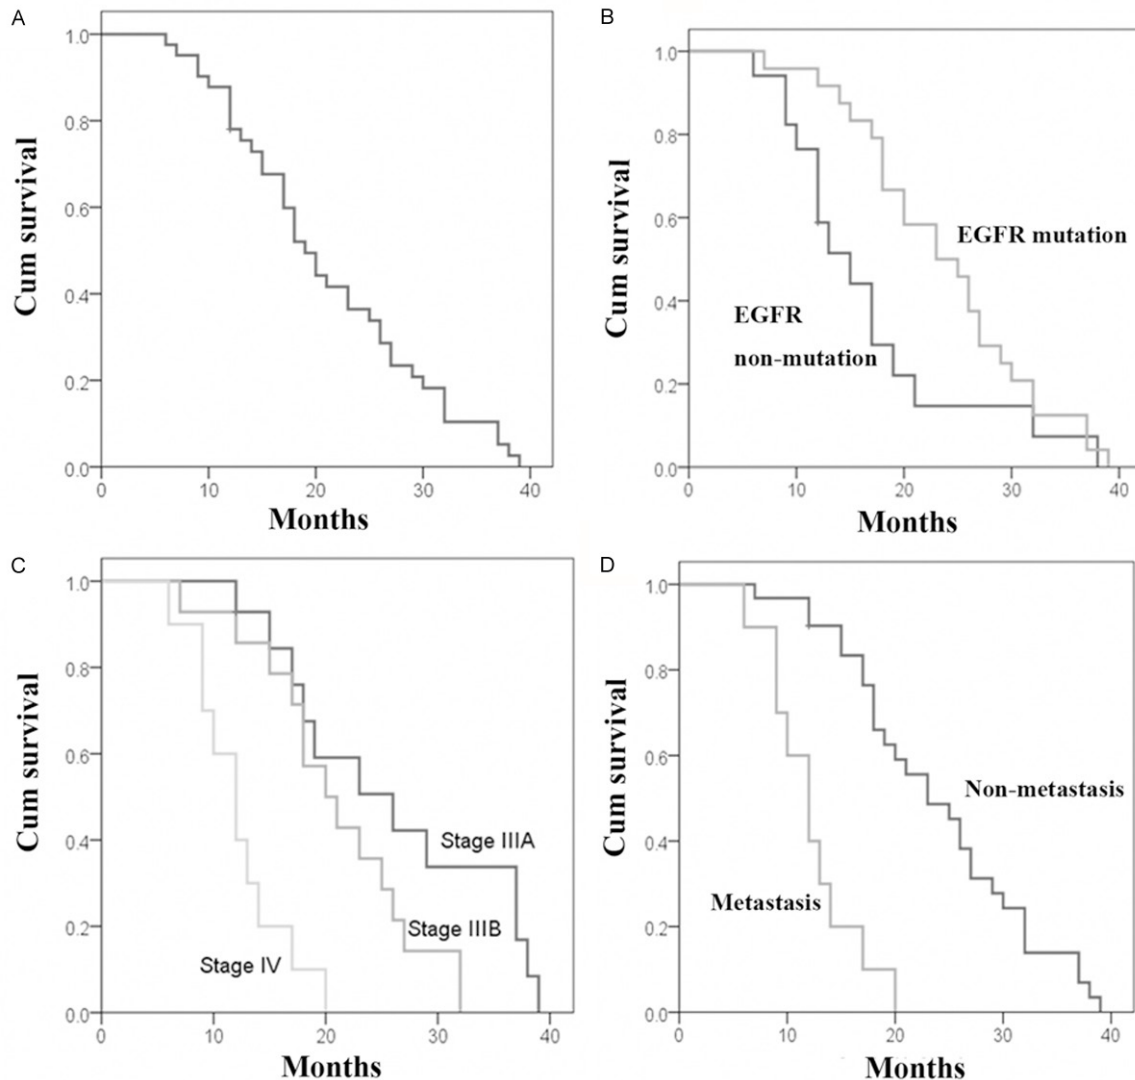 A
Cum survival
1.0
0.8
0.6
0.4
0.2
0.0
0 10 20 30 40
Months
B
Cum survival
1.0
0.8
0.6
0.4
0.2
0.0
EGFR mutation
EGFR
non-mutation
0 10 20 30 40
Months
C
Cum survival
1.0
0.8
0.6
0.4
0.2
0.0
Stage IIIA
Stage IIIB
Stage IV
0 10 20 30 40
Months
D
Cum survival
1.0
0.8
0.6
0.4
0.2
0.0
Non-metastasis
Metastasis
0 10 20 30 40
Months